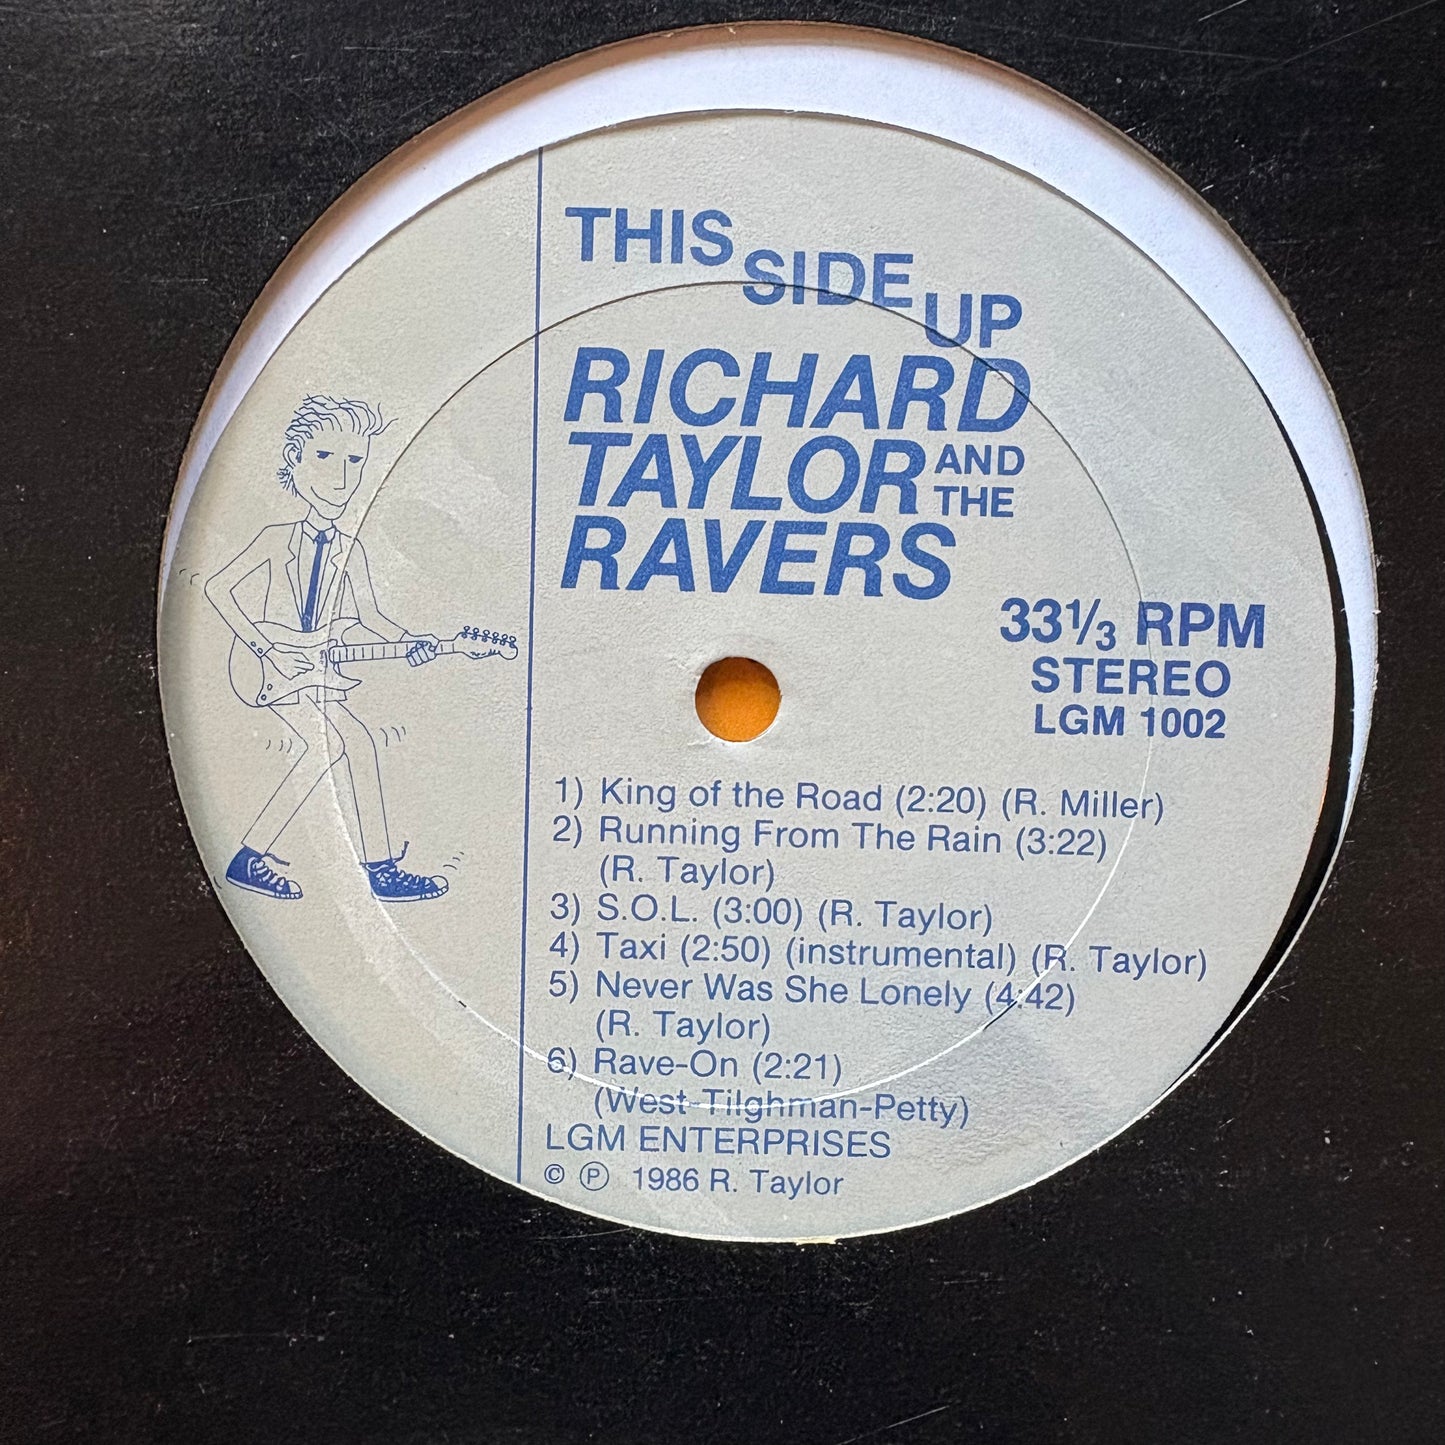 THIS SIDE UP
RICHARD
TAYLOR AND THE
RAVERS
33 1/3 RPM
STEREO
LGM 1002
1) King of the Road (2:20) (R. Miller)
2) Running From The Rain (3:22)
(R. Taylor)
3) S.O.L. (3:00) (R. Taylor)
4) Taxi (2:50) (instrumental) (R. Taylor)
5) Never Was She Lonely (4:42)
(R. Taylor)
6) Rave-On (2:21)
(West-Tilghman-Petty)
LGM ENTERPRISES
© ℗ 1986 R. Taylor